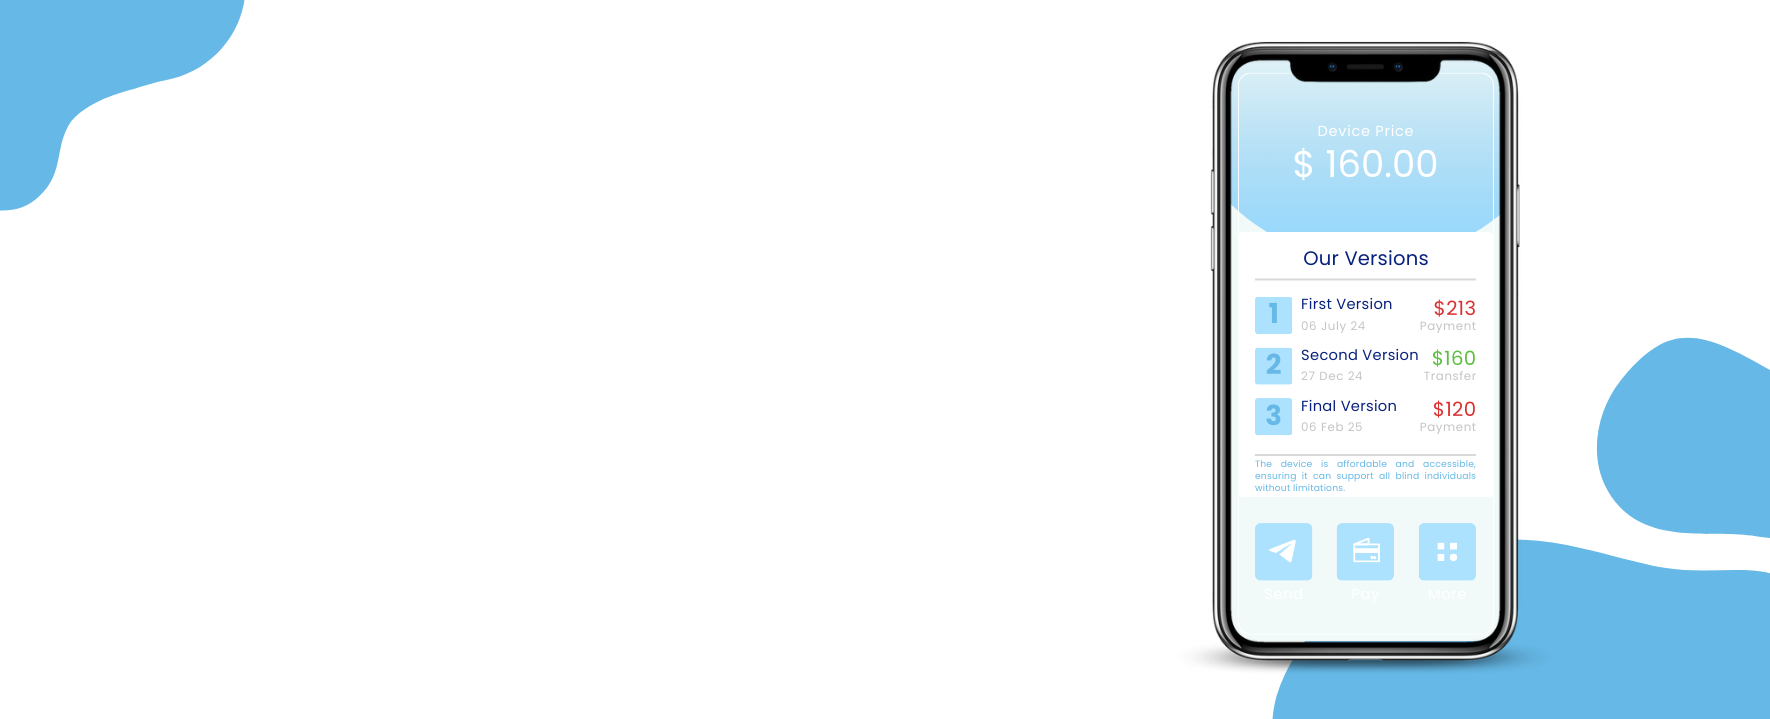 Device Price
$ 160.00
Our Versions
1
First Version
$213
06 July 24
Payment
2
Second Version
$160
27 Dec 24
Transfer
3
Final Version
$120
06 Feb 25
Payment
The device is affordable and accessible,
ensuring it can support all blind individuals
without limitations.
Send
Pay
More